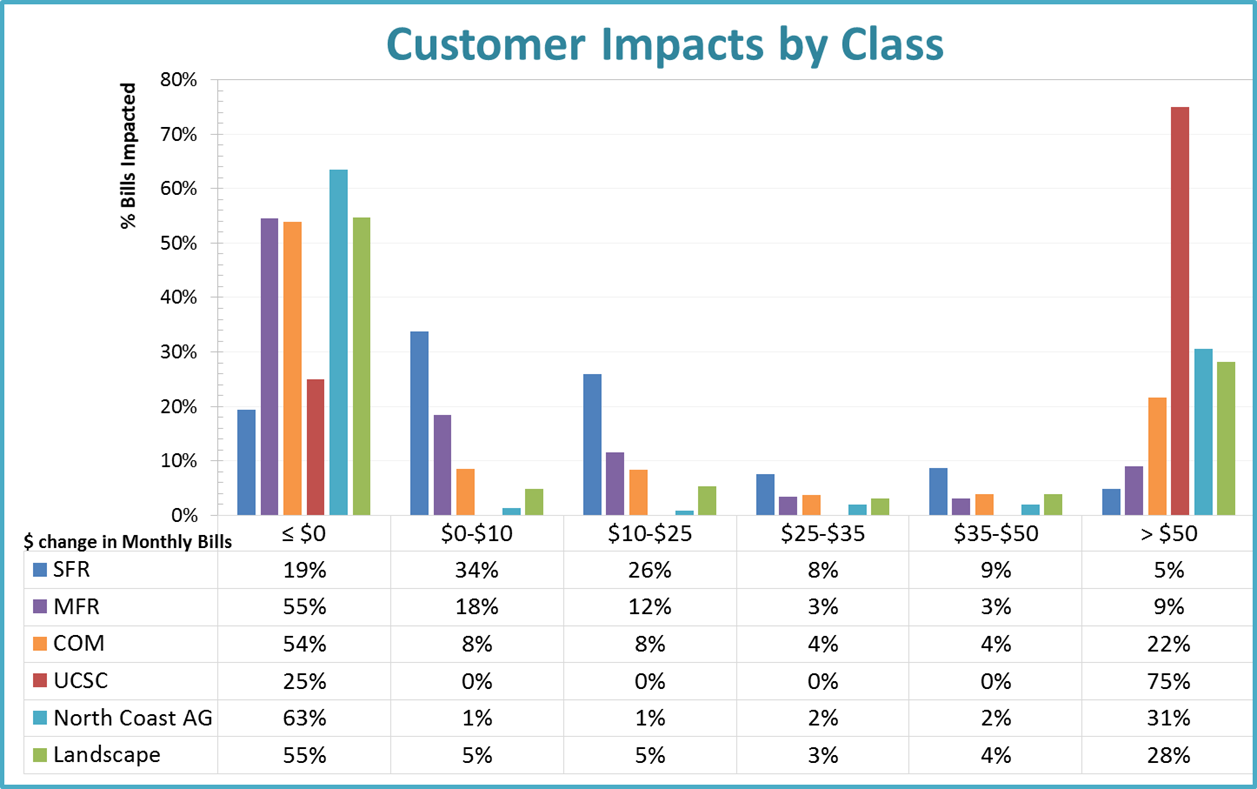 Customer Impacts by Class
% Bills Impacted
80%
70%
60%
50%
40%
30%
20%
10%
0%
$ change in Monthly Bills ≤ $0 $0-$10 $10-$25 $25-$35 $35-$50 > $50
SFR 19% 34% 26% 8% 9% 5%
MFR 55% 18% 12% 3% 3% 9%
COM 54% 8% 8% 4% 4% 22%
UCSC 25% 0% 0% 0% 0% 75%
North Coast AG 63% 1% 1% 2% 2% 31%
Landscape 55% 5% 5% 3% 4% 28%